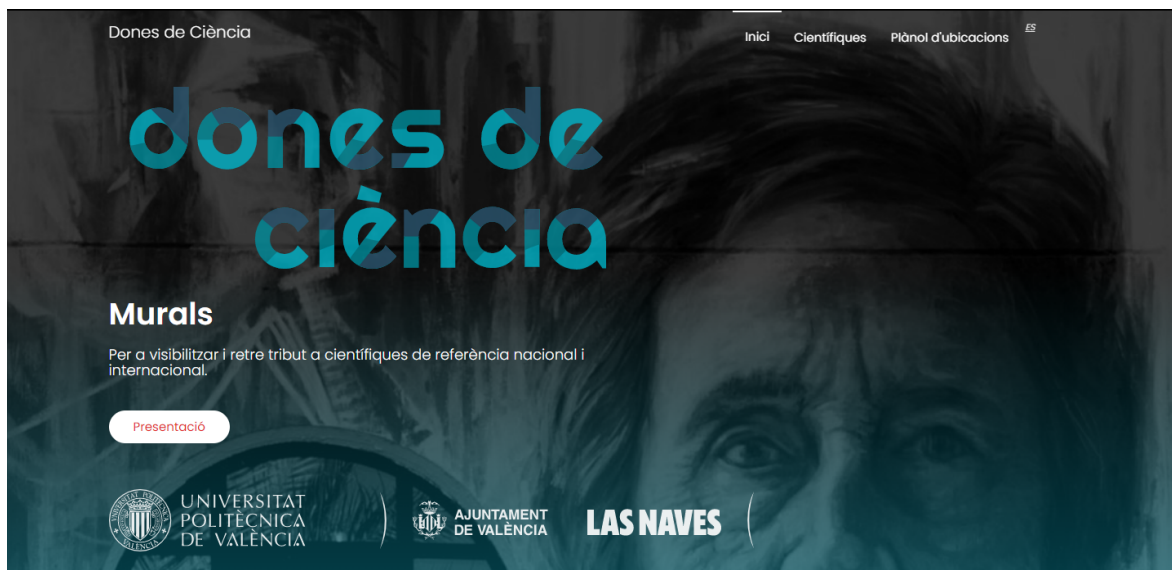 Dones de Ciència
Inici Científiques Plànol d'ubicacions ES
dones de
ciència
Murals
Per a visibilitzar i retre tribut a científiques de referència nacional i
internacional.
Presentació
UNIVERSITAT
POLITÈCNICA
DE VALÈNCIA
AJUNTAMENT
DE VALÈNCIA
LAS NAVES